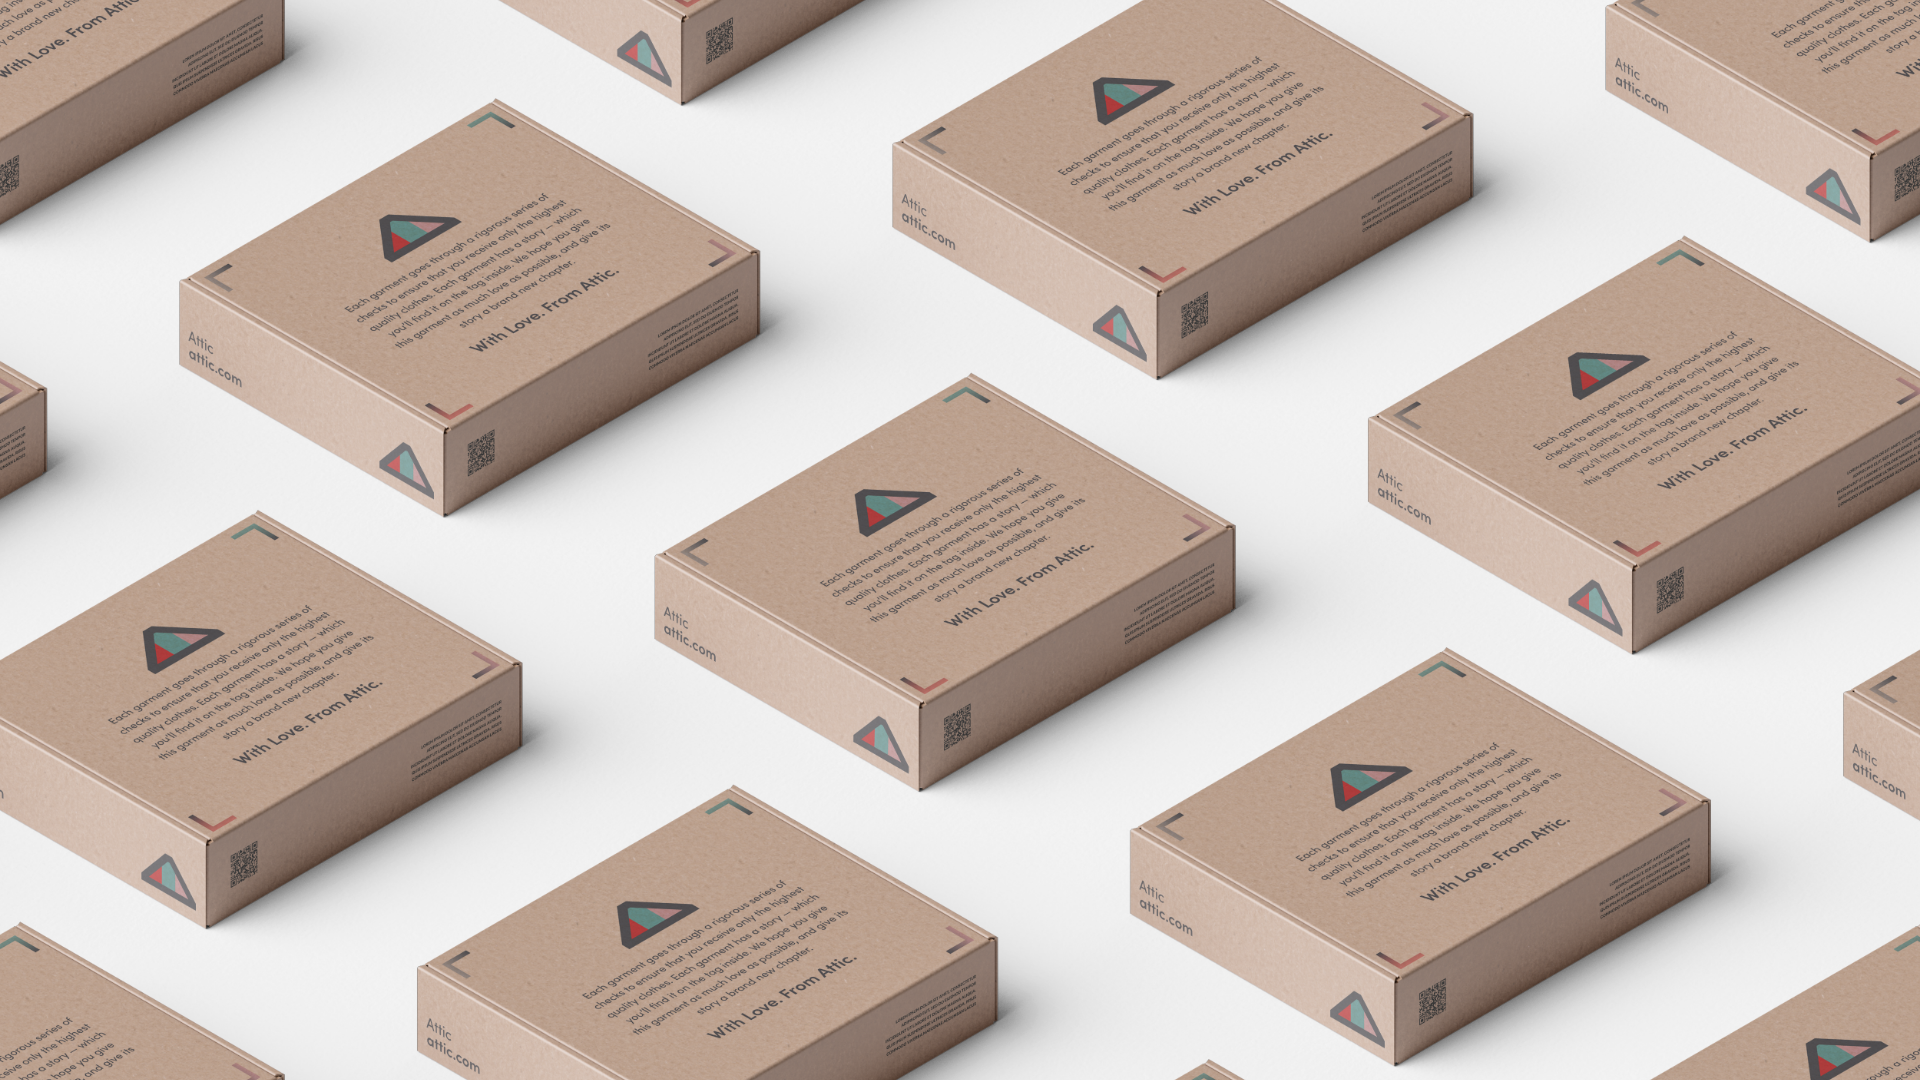 Each garment goes through a rigorous series of
checks to ensure that you receive only the highest
quality clothes. Each garment has a story – which
you'll find it on the tag inside. We hope you give
this garment as much love as possible, and give its
story a brand new chapter.
With Love. From Attic.
Attic
attic.com